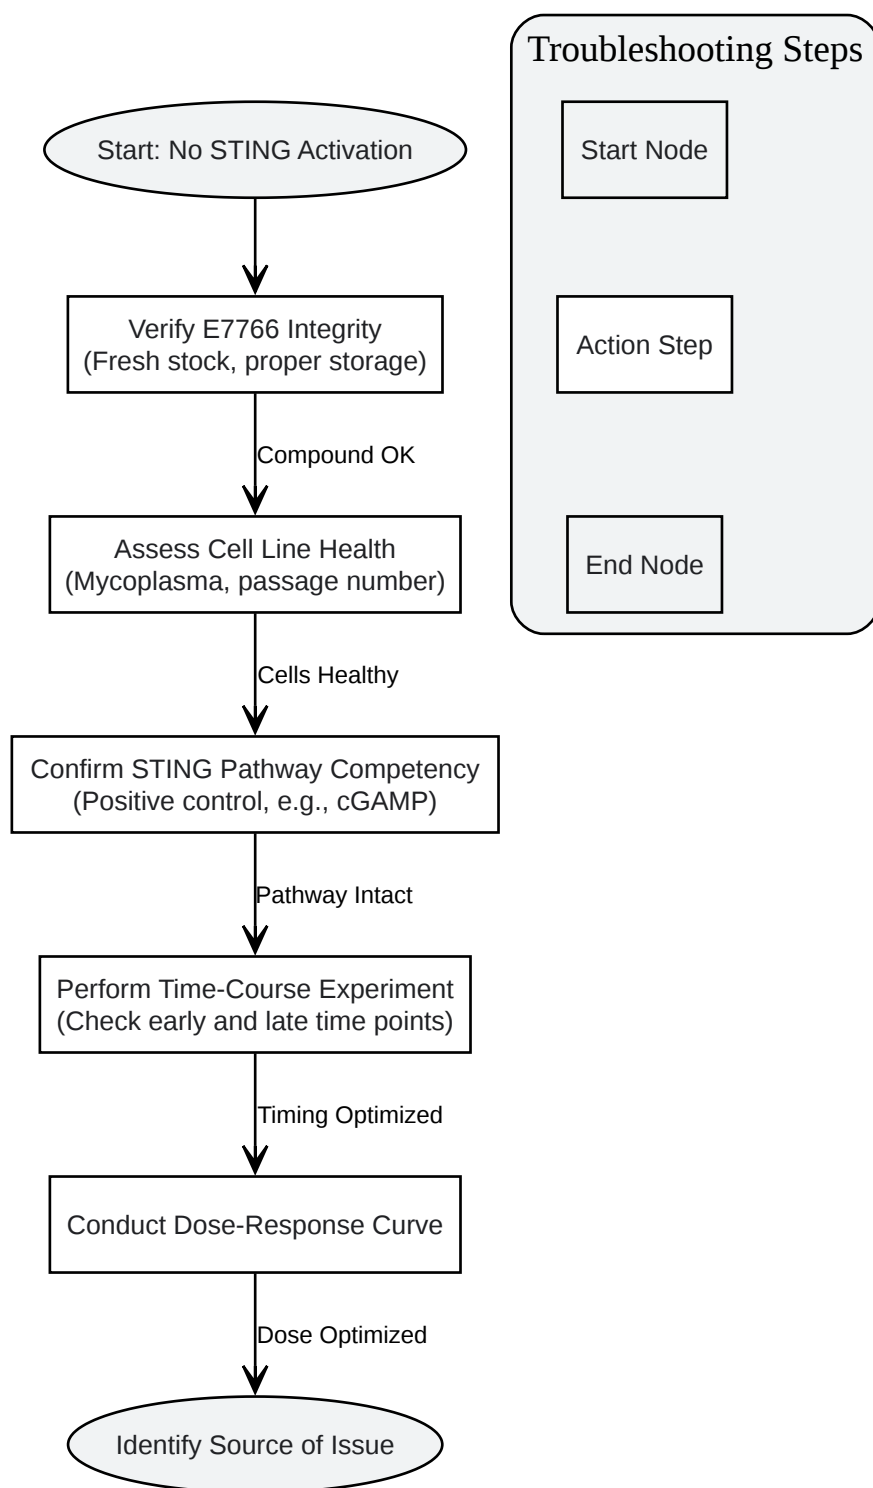 Start: No STING Activation
Verify E7766 Integrity
(Fresh stock, proper storage)
Compound OK
Assess Cell Line Health
(Mycoplasma, passage number)
Cells Healthy
Confirm STING Pathway Competency
(Positive control, e.g., cGAMP)
Pathway Intact
Perform Time-Course Experiment
(Check early and late time points)
Timing Optimized
Conduct Dose-Response Curve
Dose Optimized
Identify Source of Issue
Troubleshooting Steps
Start Node
Action Step
End Node